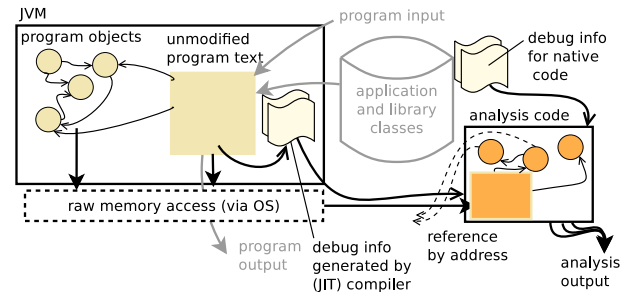 JVM
program input
program objects
unmodified
program text
debug info
for native
code
application
and library
classes
analysis code
raw memory access (via OS)
program
output
debug info
generated by
(JIT) compiler
reference
by address
analysis
output